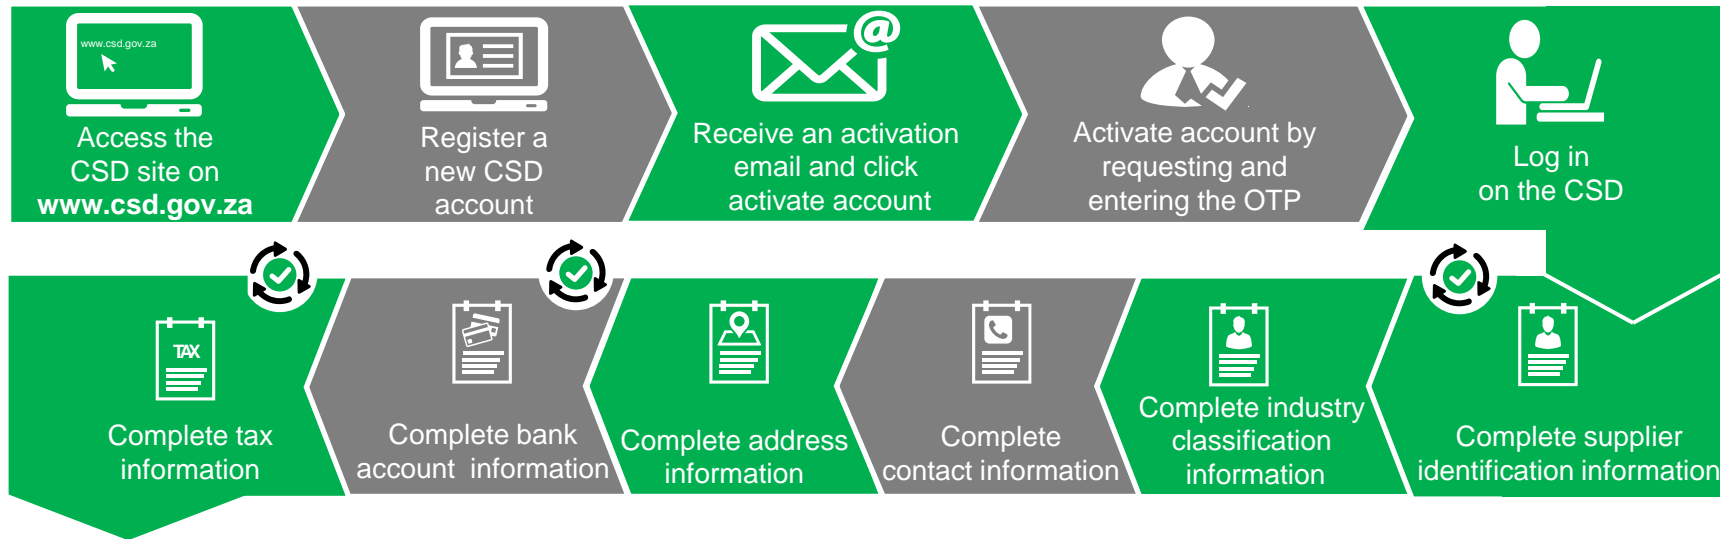 www.csd.gov.za
Access the
CSD site on
www.csd.gov.za
Register a
new CSD
account
@
Receive an activation
email and click
activate account
Activate account by
requesting and
entering the OTP
Log in
on the CSD
TAX
Complete tax
information
Complete bank
account information
Complete address
information
Complete
contact information
Complete industry
classification
information
Complete supplier
identification information